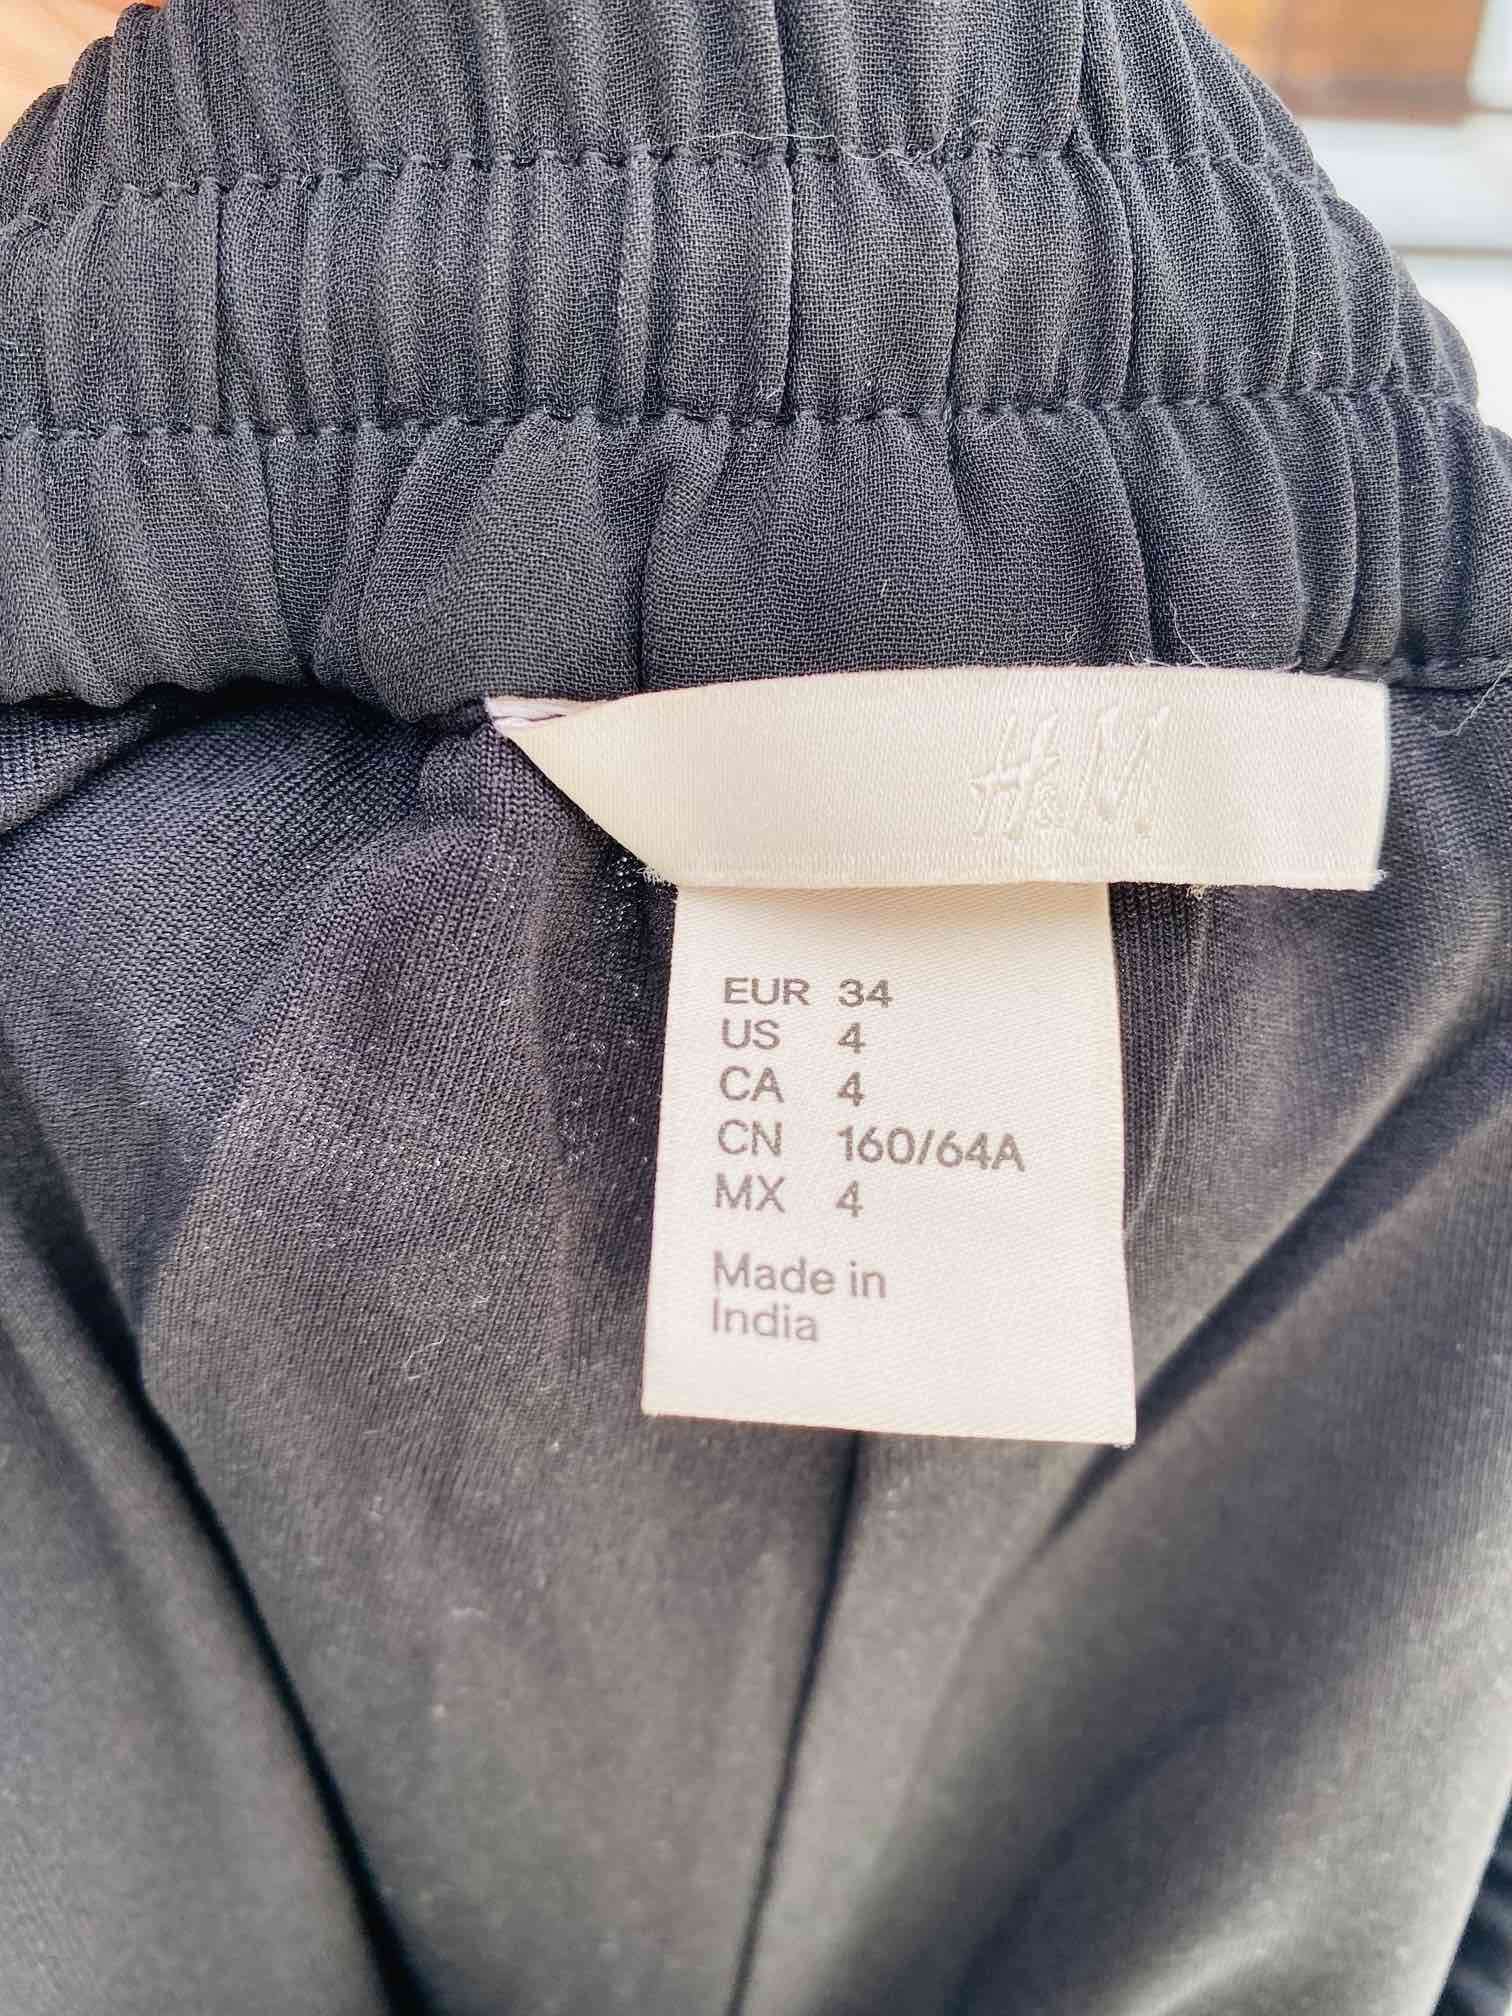 H&M
EUR 34
US 4
CA 4
CN 160/64A
MX 4
Made in
India